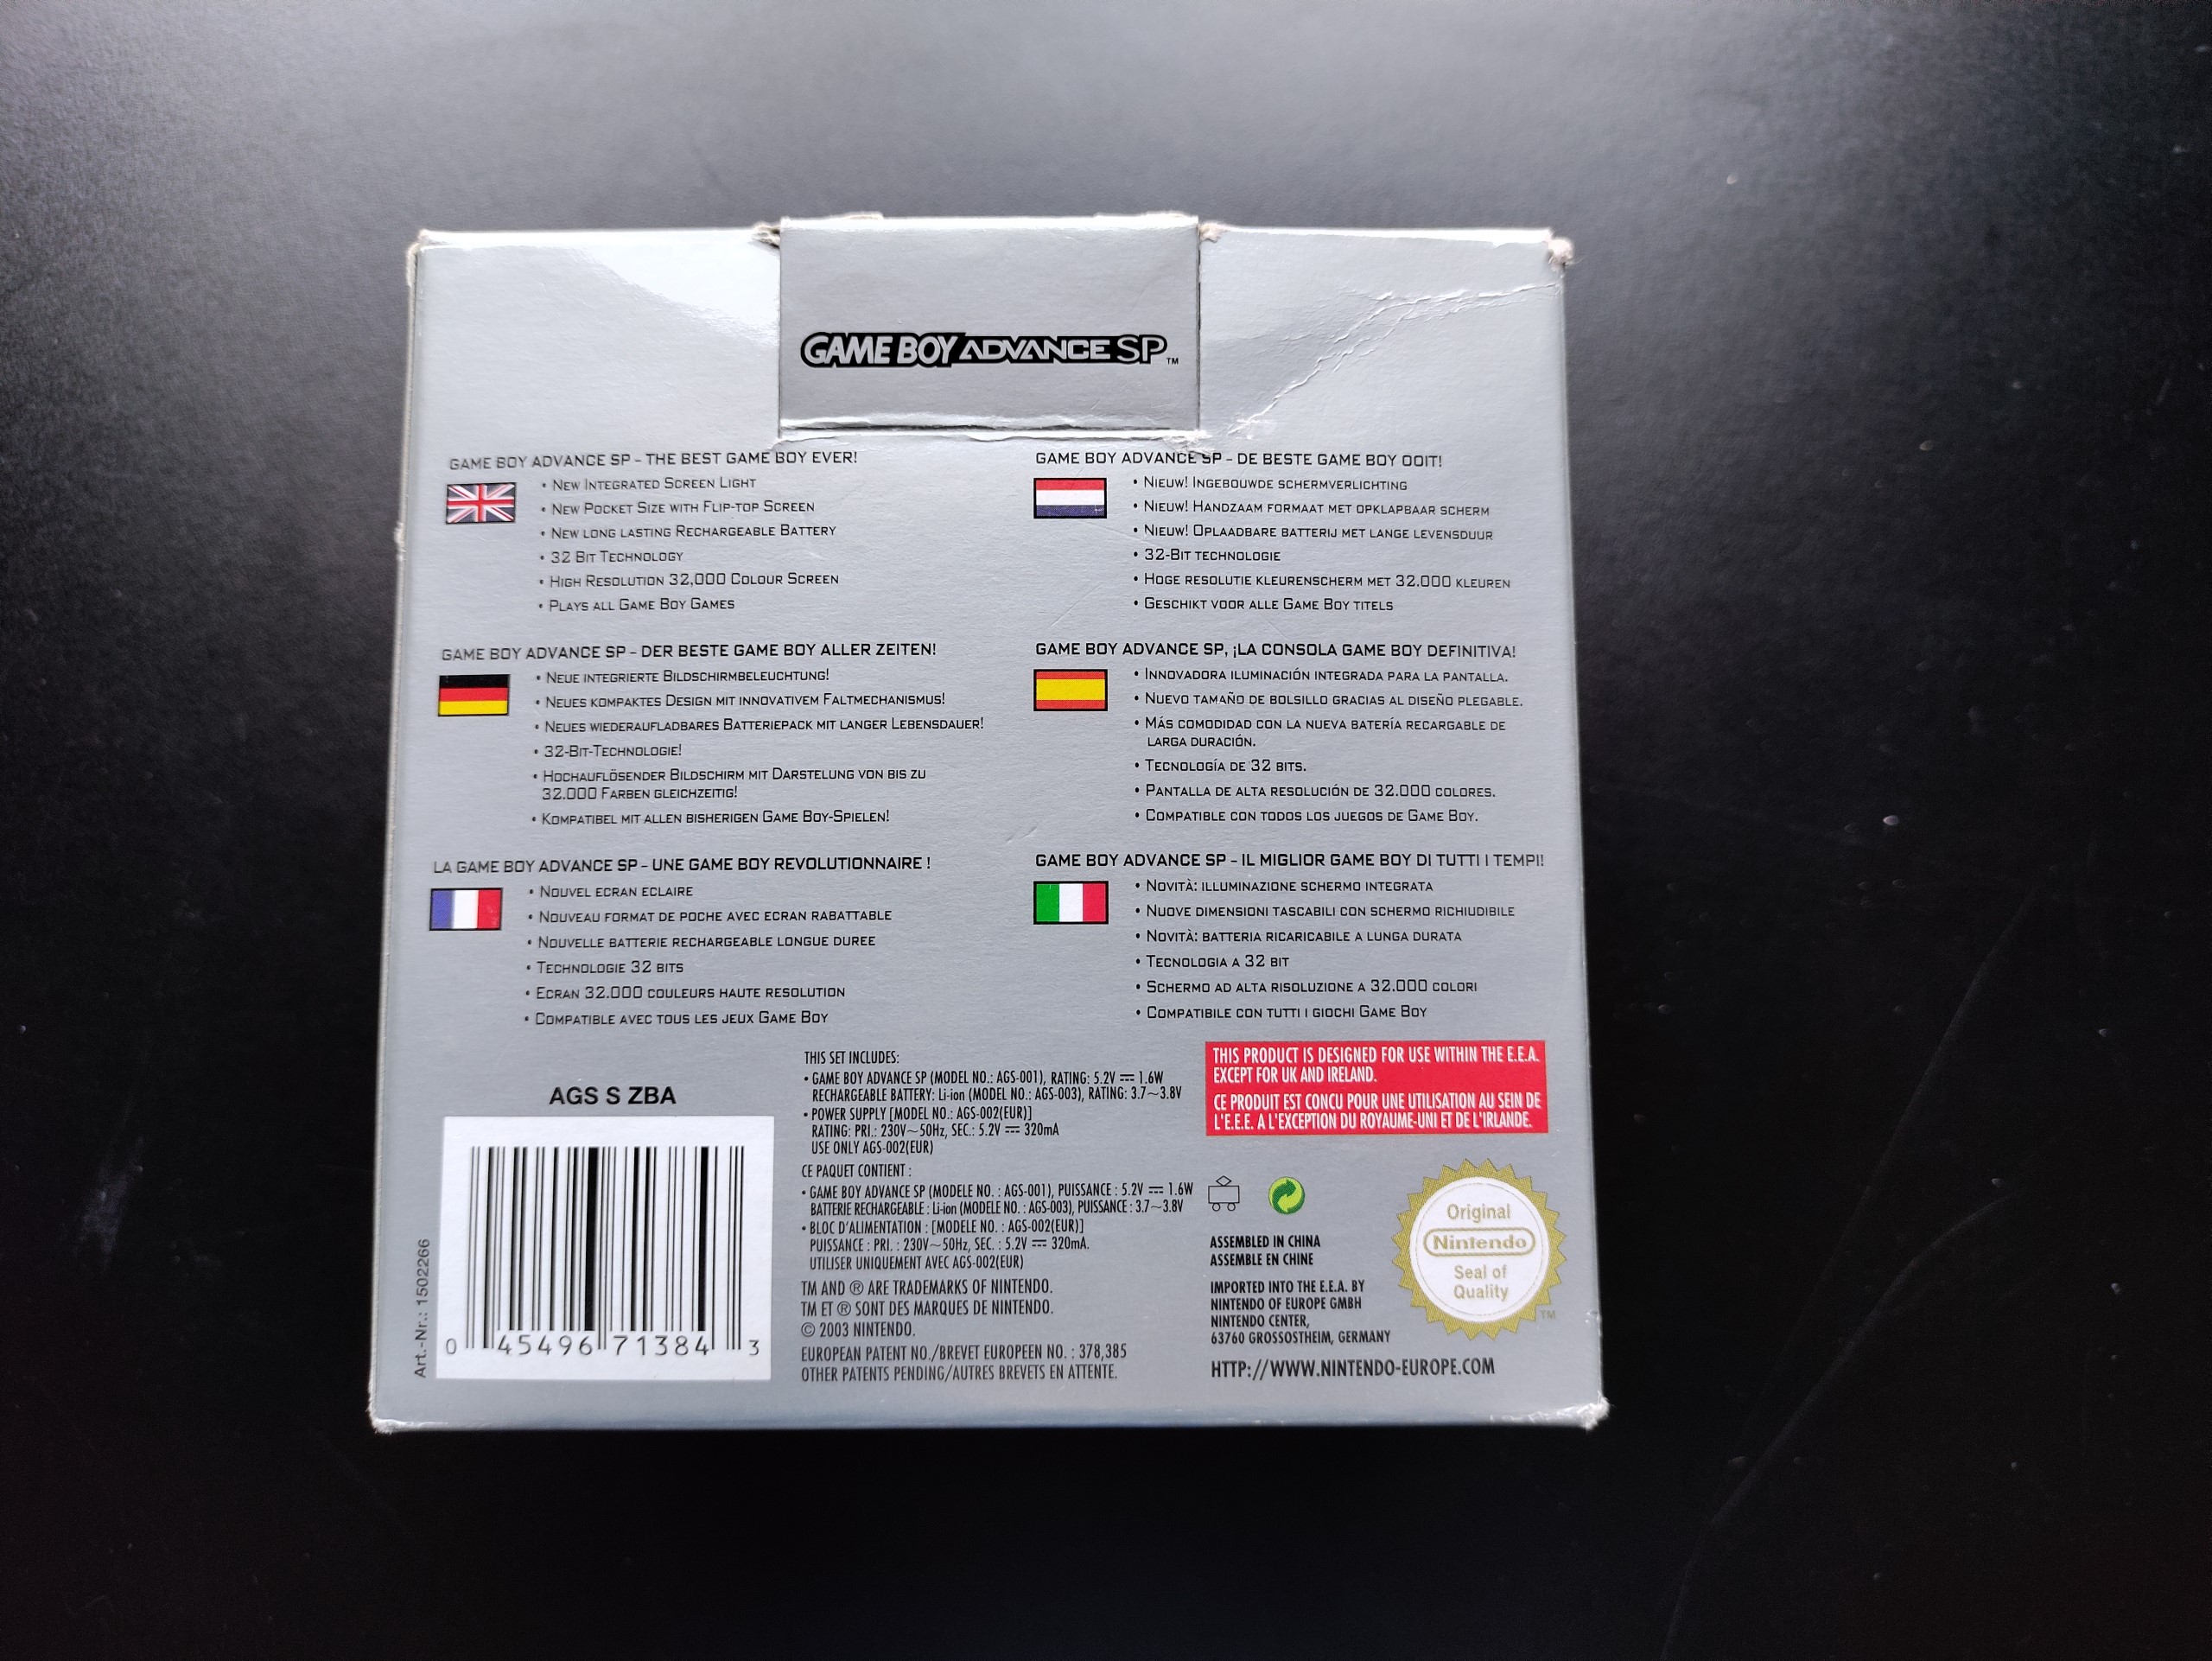 GAME BOY ADVANCE SP™
GAME BOY ADVANCE SP - THE BEST GAME BOY EVER!
• NEW INTEGRATED SCREEN LIGHT
• NEW POCKET SIZE WITH FLIP-TOP SCREEN
• NEW LONG LASTING RECHARGEABLE BATTERY
• 32 BIT TECHNOLOGY
• HIGH RESOLUTION 32,000 COLOUR SCREEN
• PLAYS ALL GAME BOY GAMES
GAME BOY ADVANCE SP - DE BESTE GAME BOY OOIT!
• NIEUW! INGEBOUWDE SCHERMVERLICHTING
• NIEUW! HANDZAAM FORMAAT MET OPKLAPBAAR SCHERM
• NIEUW! OPLAADBARE BATTERIJ MET LANGE LEVENSDUUR
• 32-BIT TECHNOLOGIE
• HOGE RESOLUTIE KLEURENSCHERM MET 32.000 KLEUREN
• GESCHIKT VOOR ALLE GAME BOY TITELS
GAME BOY ADVANCE SP - DER BESTE GAME BOY ALLER ZEITEN!
• NEUE INTEGRIERTE BILDSCHIRMBELEUCHTUNG!
• NEUES KOMPAKTES DESIGN MIT INNOVATIVEM FALTMECHANISMUS!
• NEUES WIEDERAUFLADBARES BATTERIEPACK MIT LANGER LEBENSDAUER!
• 32-BIT-TECHNOLOGIE!
• HOCHAUFLÖSENDER BILDSCHIRM MIT DARSTELUNG VON BIS ZU
32.000 FARBEN GLEICHZEITIG!
• KOMPATIBEL MIT ALLEN BISHERIGEN GAME BOY-SPIELEN!
GAME BOY ADVANCE SP, ¡LA CONSOLA GAME BOY DEFINITIVA!
• INNOVADORA ILUMINACIÓN INTEGRADA PARA LA PANTALLA.
• NUEVO TAMAÑO DE BOLSILLO GRACIAS AL DISEÑO PLEGABLE.
• MÁS COMODIDAD CON LA NUEVA BATERÍA RECARGABLE DE
LARGA DURACIÓN.
• TECNOLOGÍA DE 32 BITS.
• PANTALLA DE ALTA RESOLUCIÓN DE 32.000 COLORES.
• COMPATIBLE CON TODOS LOS JUEGOS DE GAME BOY.
LA GAME BOY ADVANCE SP - UNE GAME BOY REVOLUTIONNAIRE !
• NOUVEL ECRAN ECLAIRE
• NOUVEAU FORMAT DE POCHE AVEC ECRAN RABATTABLE
• NOUVELLE BATTERIE RECHARGEABLE LONGUE DUREE
• TECHNOLOGIE 32 BITS
• ECRAN 32.000 COULEURS HAUTE RESOLUTION
• COMPATIBLE AVEC TOUS LES JEUX GAME BOY
GAME BOY ADVANCE SP - IL MIGLIOR GAME BOY DI TUTTI I TEMPI!
• NOVITÀ: ILLUMINAZIONE SCHERMO INTEGRATA
• NUOVE DIMENSIONI TASCABILI CON SCHERMO RICHIUDIBILE
• NOVITÀ: BATTERIA RICARICABILE A LUNGA DURATA
• TECNOLOGIA A 32 BIT
• SCHERMO AD ALTA RISOLUZIONE A 32.000 COLORI
• COMPATIBILE CON TUTTI I GIOCHI GAME BOY
AGS S ZBA
Art.-Nr.: 1502266
0 45496 71384 3
THIS SET INCLUDES:
• GAME BOY ADVANCE SP (MODEL NO.: AGS-001), RATING: 5.2V ⎓ 1.6W
RECHARGEABLE BATTERY: Li-ion (MODEL NO.: AGS-003), RATING: 3.7~3.8V
• POWER SUPPLY [MODEL NO.: AGS-002(EUR)]
RATING: PRI.: 230V~50Hz, SEC.: 5.2V ⎓ 320mA
USE ONLY AGS-002(EUR)
CE PAQUET CONTIENT :
• GAME BOY ADVANCE SP (MODELE NO. : AGS-001), PUISSANCE : 5.2V ⎓ 1.6W
BATTERIE RECHARGEABLE : Li-ion (MODELE NO. : AGS-003), PUISSANCE : 3.7~3.8V
• BLOC D'ALIMENTATION : [MODELE NO. : AGS-002(EUR)]
PUISSANCE : PRI. : 230V~50Hz, SEC. : 5.2V ⎓ 320mA.
UTILISER UNIQUEMENT AVEC AGS-002(EUR)
TM AND ® ARE TRADEMARKS OF NINTENDO.
TM ET ® SONT DES MARQUES DE NINTENDO.
© 2003 NINTENDO.
EUROPEAN PATENT NO./BREVET EUROPEEN NO. : 378,385
OTHER PATENTS PENDING/AUTRES BREVETS EN ATTENTE.
THIS PRODUCT IS DESIGNED FOR USE WITHIN THE E.E.A.
EXCEPT FOR UK AND IRELAND.
CE PRODUIT EST CONCU POUR UNE UTILISATION AU SEIN DE
L'E.E.E. A L'EXCEPTION DU ROYAUME-UNI ET DE L'IRLANDE.
ASSEMBLED IN CHINA
ASSEMBLE EN CHINE
IMPORTED INTO THE E.E.A. BY
NINTENDO OF EUROPE GMBH
NINTENDO CENTER,
63760 GROSSOSTHEIM, GERMANY
HTTP://WWW.NINTENDO-EUROPE.COM
Original
Nintendo
Seal of
Quality
TM